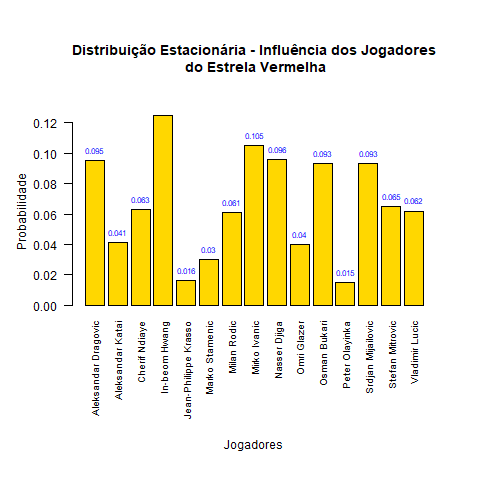 Distribuição Estacionária - Influência dos Jogadores
do Estrela Vermelha
Probabilidade
0.12
0.10
0.08
0.06
0.04
0.02
0.00
0.095
0.041
0.063
0.016
0.03
0.061
0.105
0.096
0.04
0.093
0.015
0.093
0.065
0.062
Aleksandar Dragovic
Aleksandar Katai
Cherif Ndiaye
In-beom Hwang
Jean-Philippe Krasso
Marko Stamenic
Milan Rodic
Mirko Ivanic
Nasser Djiga
Omri Glazer
Osman Bukari
Peter Olayinka
Srdjan Mijailovic
Stefan Mitrovic
Vladimir Lucic
Jogadores